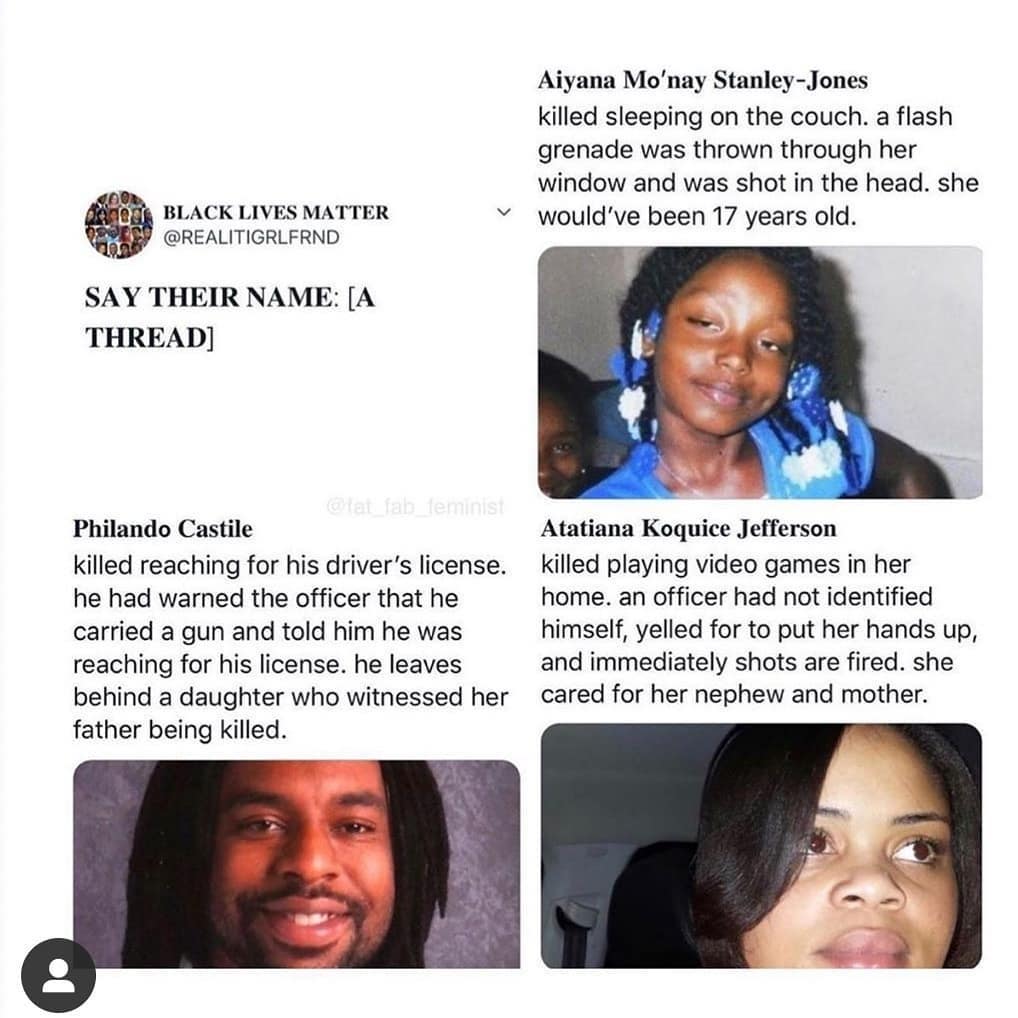 BLACK LIVES MATTER
@REALITIGRLFRND
SAY THEIR NAME: [A
THREAD]
Aiyana Mo'nay Stanley-Jones
killed sleeping on the couch. a flash
grenade was thrown through her
window and was shot in the head. she
would've been 17 years old.
@fat_fab_feminist
Philando Castile
killed reaching for his driver's license.
he had warned the officer that he
carried a gun and told him he was
reaching for his license. he leaves
behind a daughter who witnessed her
father being killed.
Atatiana Koquice Jefferson
killed playing video games in her
home. an officer had not identified
himself, yelled for to put her hands up,
and immediately shots are fired. she
cared for her nephew and mother.